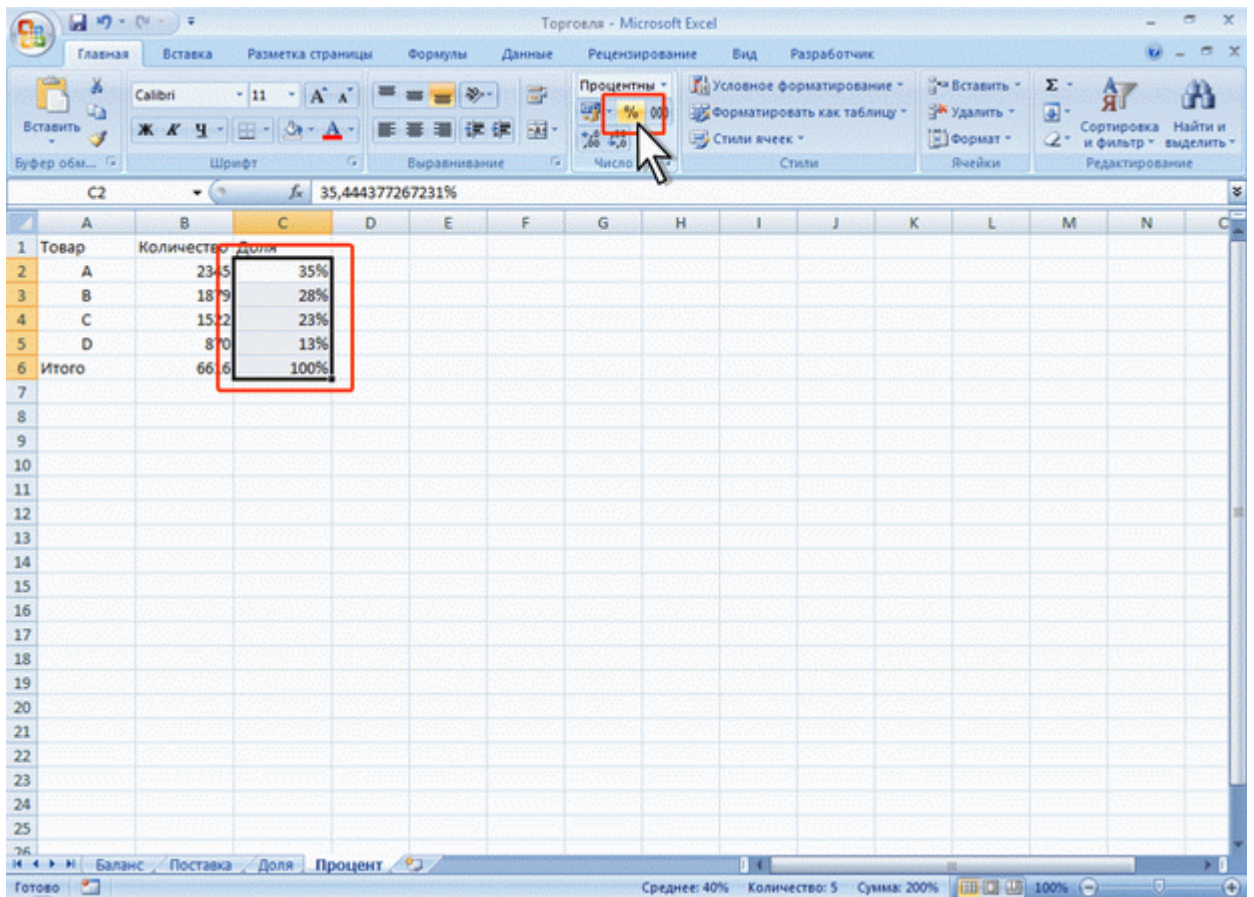 Торговля - Microsoft Excel
Главная Вставка Разметка страницы Формулы Данные Рецензирование Вид Разработчик
Вставить
Calibri 11 A A
Ж К Ч A
Процентны
% 000
,00 ,0
Условное форматирование
Форматировать как таблицу
Стили ячеек
Вставить
Удалить
Формат
Σ
Сортировка и фильтр
Найти и выделить
Буфер обм... Шрифт Выравнивание Число Стили Ячейки Редактирование
C2 fx 35,444377267231%
A B C D E F G H I J K L M N
1 Товар Количество Доля
2 A 2345 35%
3 B 1879 28%
4 C 1522 23%
5 D 870 13%
6 Итого 6616 100%
7
8
9
10
11
12
13
14
15
16
17
18
19
20
21
22
23
24
25
26
Баланс Поставка Доля Процент
Готово Среднее: 40% Количество: 5 Сумма: 200% 100%